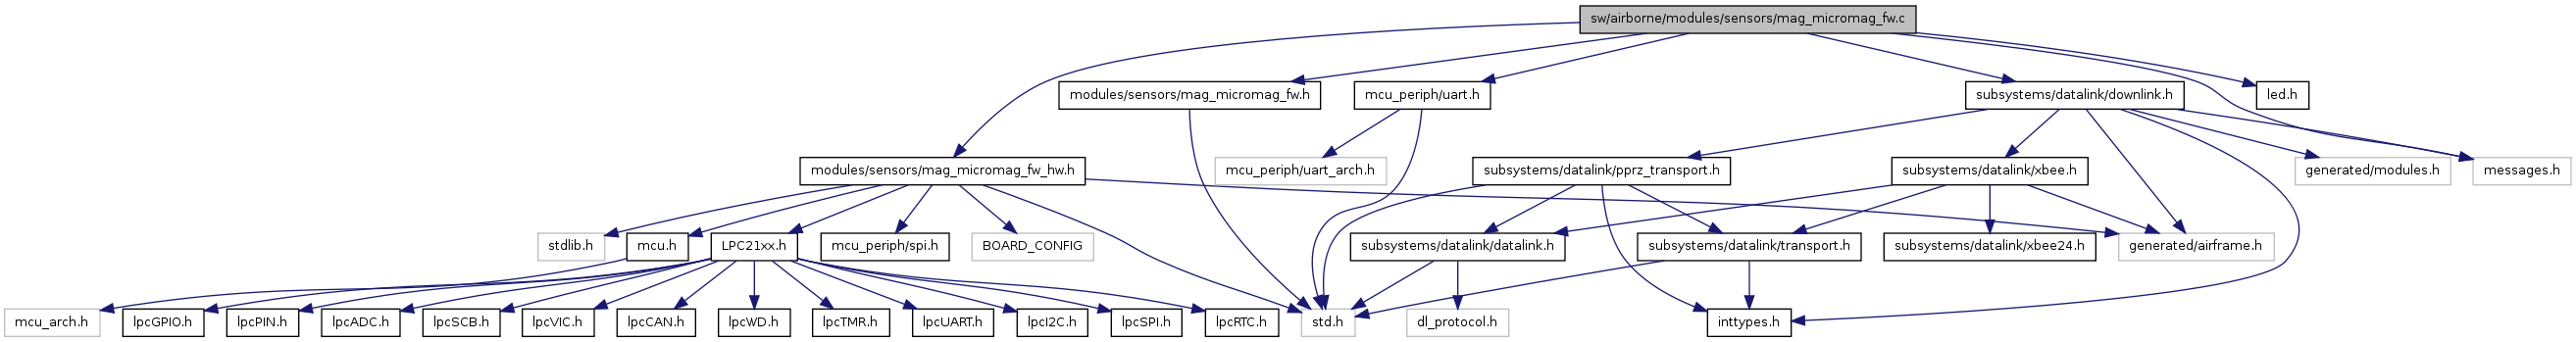 sw/airborne/modules/sensors/mag_micromag_fw.c
modules/sensors/mag_micromag_fw.h
mcu_periph/uart.h
subsystems/datalink/downlink.h
led.h
modules/sensors/mag_micromag_fw_hw.h
mcu_periph/uart_arch.h
subsystems/datalink/pprz_transport.h
subsystems/datalink/xbee.h
generated/modules.h
messages.h
stdlib.h
mcu.h
LPC21xx.h
mcu_periph/spi.h
BOARD_CONFIG
subsystems/datalink/datalink.h
subsystems/datalink/transport.h
subsystems/datalink/xbee24.h
generated/airframe.h
mcu_arch.h
lpcGPIO.h
lpcPIN.h
lpcADC.h
lpcSCB.h
lpcVIC.h
lpcCAN.h
lpcWD.h
lpcTMR.h
lpcUART.h
lpcI2C.h
lpcSPI.h
lpcRTC.h
std.h
dl_protocol.h
inttypes.h